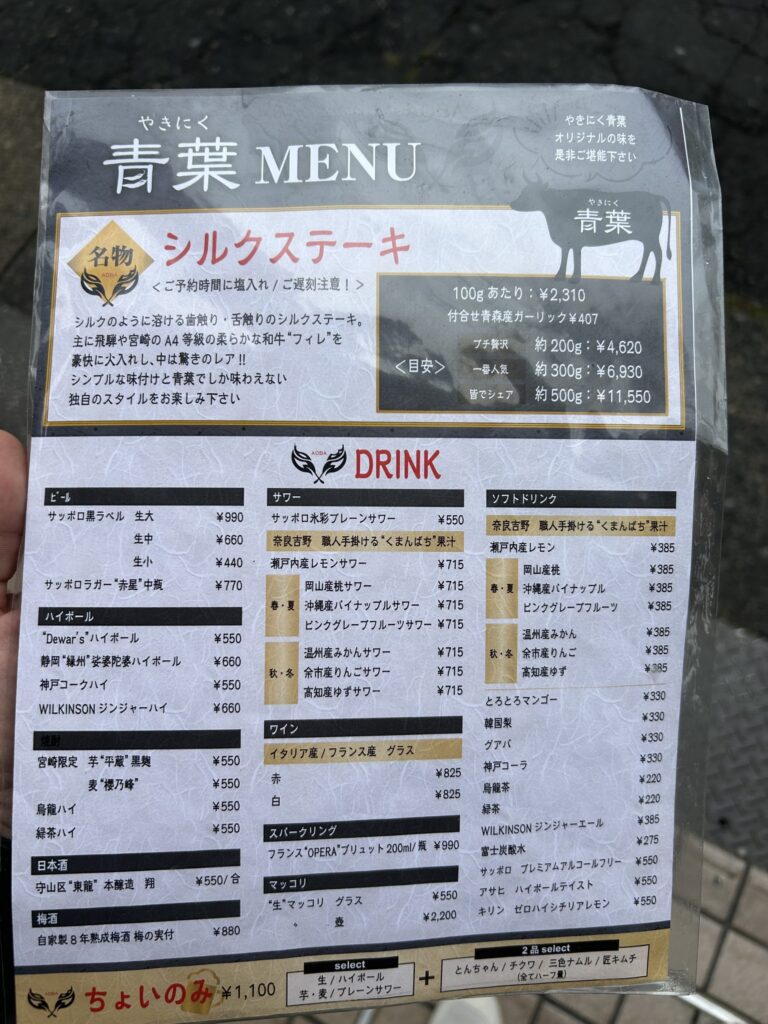 やきにく
青葉 MENU
やきにく青葉
オリジナルの味を
是非ご堪能下さい
やきにく
青葉
名物
AOBA
シルクステーキ
<ご予約時間に塩入れ / ご遅刻注意!>
シルクのように溶ける歯触り・舌触りのシルクステーキ。
主に飛騨や宮崎の A4 等級の柔らかな和牛“フィレ”を
豪快に火入れし、中は驚きのレア!!
シンプルな味付けと青葉でしか味わえない
独自のスタイルをお楽しみ下さい
100g あたり:¥2,310
付合せ青森産ガーリック¥407
<目安>
プチ贅沢 約 200g:¥4,620
一番人気 約 300g:¥6,930
皆でシェア 約 500g:¥11,550
AOBA
DRINK
ビール
サッポロ黒ラベル 生大 ¥990
生中 ¥660
生小 ¥440
サッポロラガー“赤星”中瓶 ¥770
ハイボール
“Dewar's”ハイボール ¥550
静岡“縁州”娑婆陀婆ハイボール ¥660
神戸コークハイ ¥550
WILKINSON ジンジャーハイ ¥660
焼酎
宮崎限定 芋“平蔵”黒麹 ¥550
麦“櫻乃峰” ¥550
烏龍ハイ ¥550
緑茶ハイ ¥550
日本酒
守山区“東龍” 本醸造 翔 ¥550/合
梅酒
自家製8年熟成梅酒 梅の実付 ¥880
サワー
サッポロ氷彩プレーンサワー ¥550
奈良吉野 職人手掛ける“くまんばち”果汁
瀬戸内産レモンサワー ¥715
春・夏
岡山産桃サワー ¥715
沖縄産パイナップルサワー ¥715
ピンクグレープフルーツサワー ¥715
秋・冬
温州産みかんサワー ¥715
余市産りんごサワー ¥715
高知産ゆずサワー ¥715
ワイン
イタリア産 / フランス産 グラス
赤 ¥825
白 ¥825
スパークリング
フランス“OPERA”ブリュット 200ml/ 瓶 ¥990
マッコリ
“生”マッコリ グラス ¥550
〃 壺 ¥2,200
ソフトドリンク
奈良吉野 職人手掛ける“くまんばち”果汁
瀬戸内産レモン ¥385
春・夏
岡山産桃 ¥385
沖縄産パイナップル ¥385
ピンクグレープフルーツ ¥385
秋・冬
温州産みかん ¥385
余市産りんご ¥385
高知産ゆず ¥385
とろとろマンゴー ¥330
韓国梨 ¥330
グアバ ¥330
神戸コーラ ¥330
烏龍茶 ¥220
緑茶 ¥220
WILKINSON ジンジャーエール ¥385
富士炭酸水 ¥275
サッポロ プレミアムアルコールフリー ¥550
アサヒ ハイボールテイスト ¥550
キリン ゼロハイシチリアレモン ¥550
ちょいのみ ¥1,100
select
生 / ハイボール
芋・麦 / プレーンサワー
+
2 品 select
とんちゃん / チクワ / 三色ナムル / 匠キムチ
(全てハーフ量)